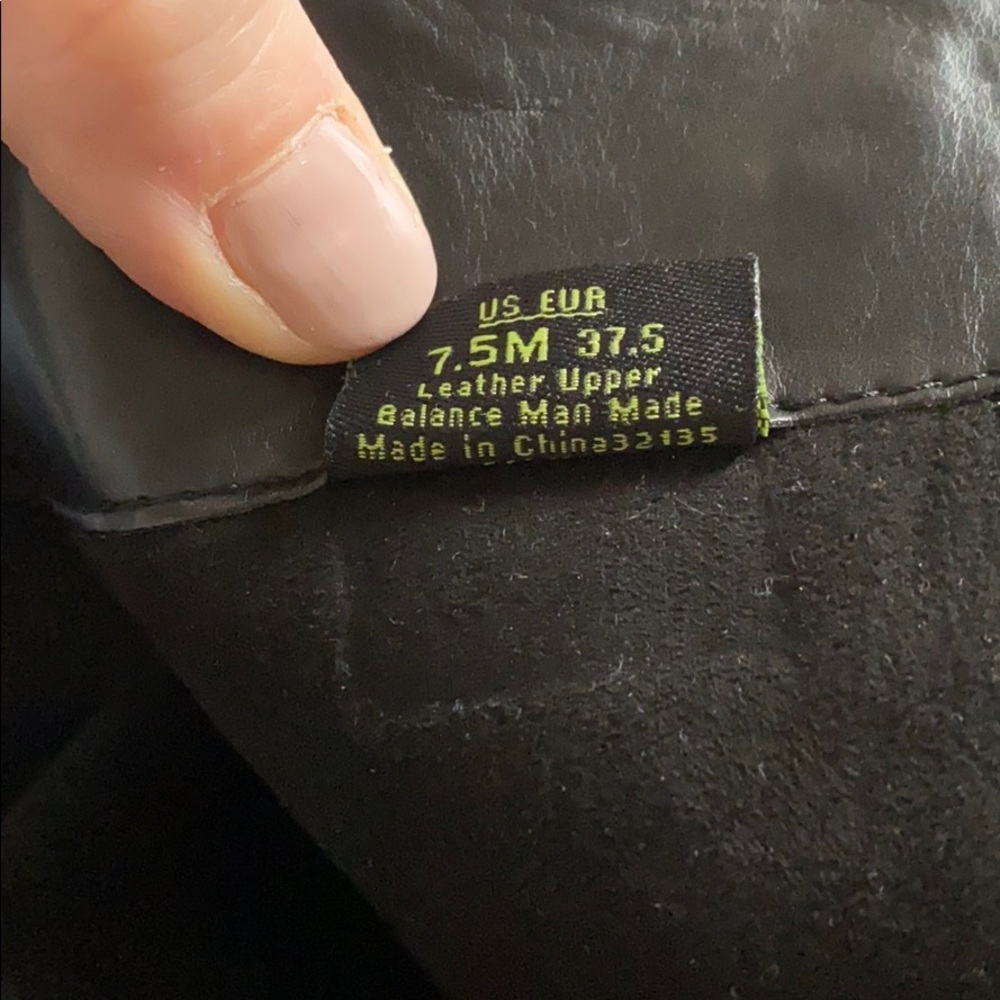 US EUR
7.5M 37.5
Leather Upper
Balance Man Made
Made in China32135